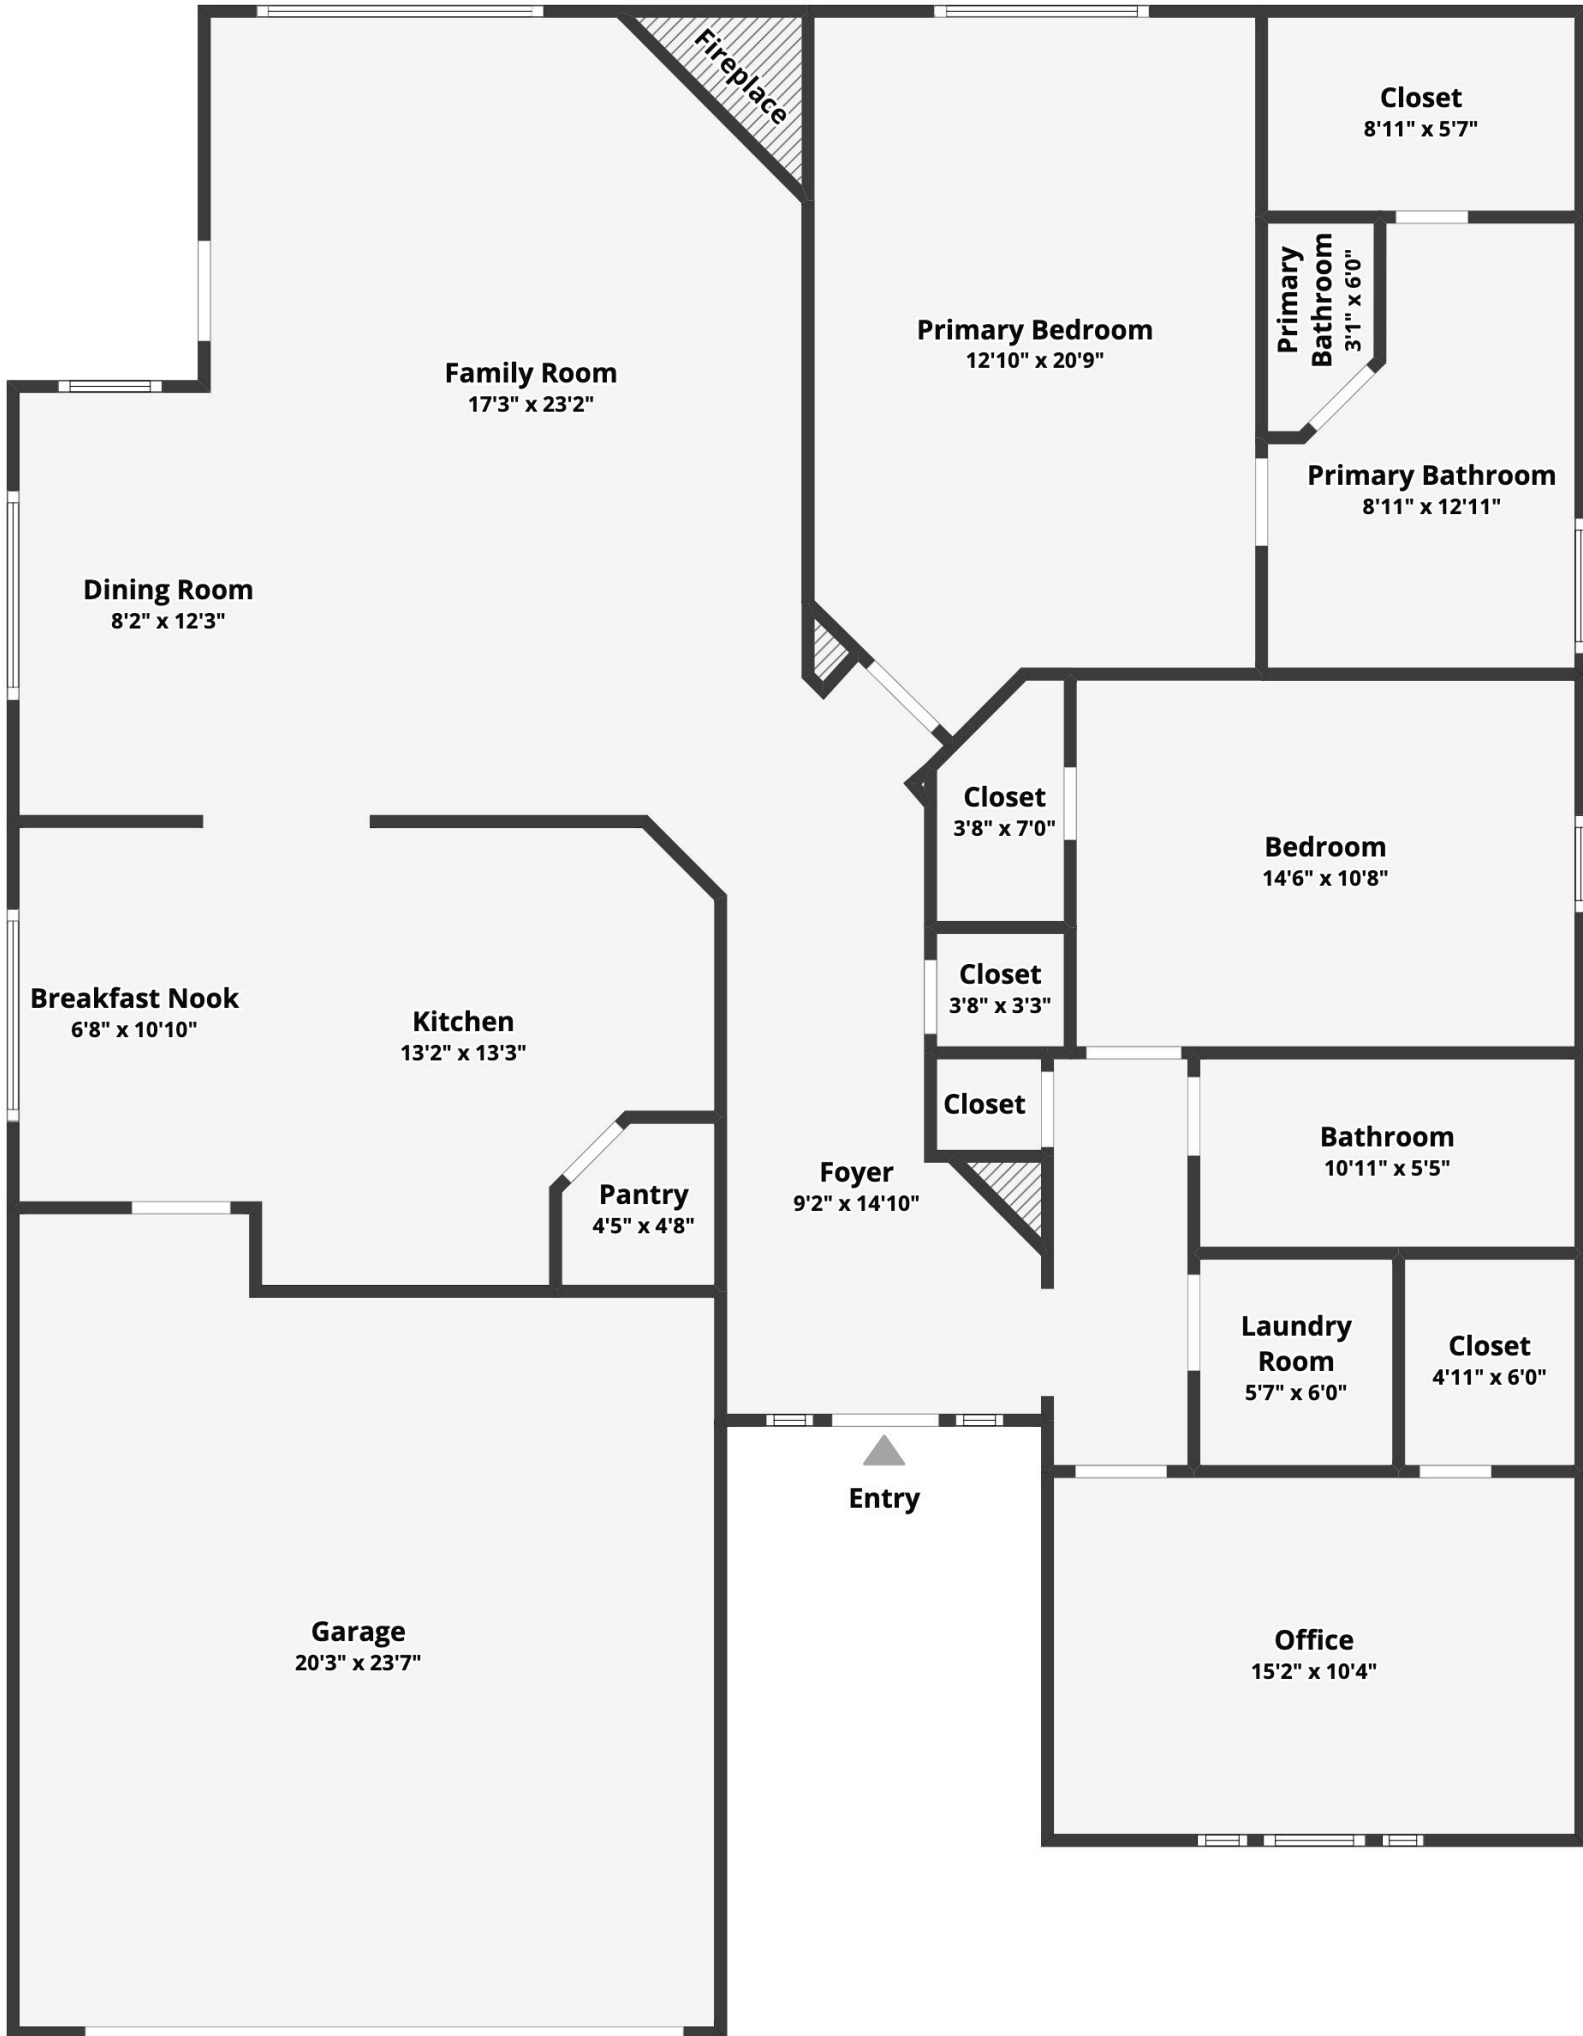 Fireplace
Closet
8'11" x 5'7"
Primary
Bathroom
3'1" x 6'0"
Primary Bedroom
12'10" x 20'9"
Family Room
17'3" x 23'2"
Primary Bathroom
8'11" x 12'11"
Dining Room
8'2" x 12'3"
Closet
3'8" x 7'0"
Bedroom
14'6" x 10'8"
Closet
3'8" x 3'3"
Breakfast Nook
6'8" x 10'10"
Kitchen
13'2" x 13'3"
Closet
Bathroom
10'11" x 5'5"
Foyer
9'2" x 14'10"
Pantry
4'5" x 4'8"
Laundry
Room
5'7" x 6'0"
Closet
4'11" x 6'0"
Entry
Garage
20'3" x 23'7"
Office
15'2" x 10'4"